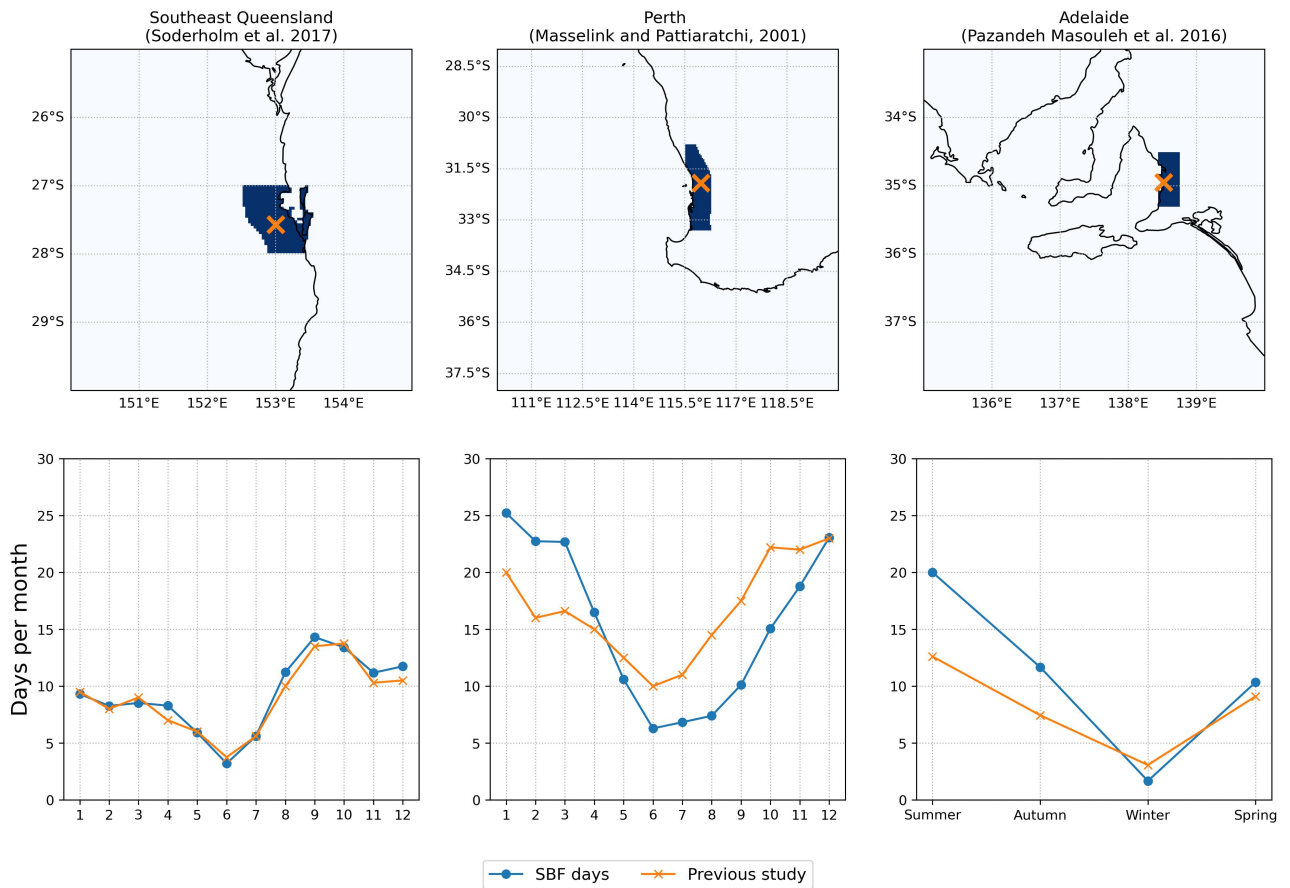 Southeast Queensland
(Soderholm et al. 2017)
Perth
(Masselink and Pattiaratchi, 2001)
Adelaide
(Pazandeh Masouleh et al. 2016)
26°S
27°S
28°S
29°S
151°E 152°E 153°E 154°E
28.5°S
30°S
31.5°S
33°S
34.5°S
36°S
37.5°S
111°E 112.5°E 114°E 115.5°E 117°E 118.5°E
34°S
35°S
36°S
37°S
136°E 137°E 138°E 139°E
Days per month
30
25
20
15
10
5
0
1 2 3 4 5 6 7 8 9 10 11 12
30
25
20
15
10
5
0
1 2 3 4 5 6 7 8 9 10 11 12
30
25
20
15
10
5
0
Summer Autumn Winter Spring
SBF days Previous study